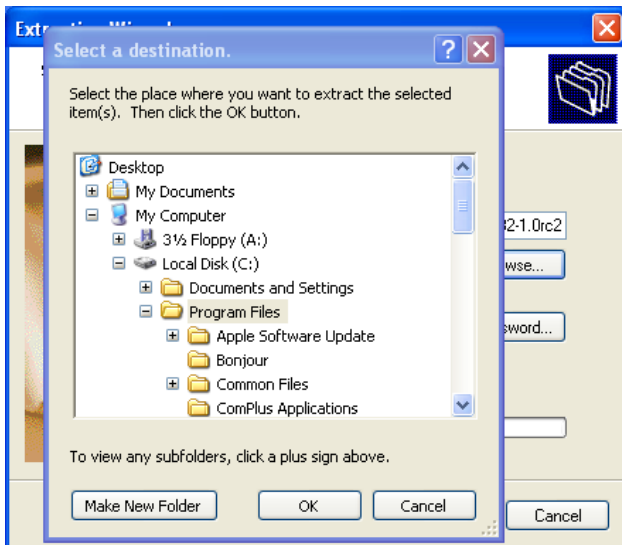 Select a destination.
Select the place where you want to extract the selected
item(s). Then click the OK button.
Desktop
My Documents
My Computer
3½ Floppy (A:)
Local Disk (C:)
Documents and Settings
Program Files
Apple Software Update
Bonjour
Common Files
ComPlus Applications
To view any subfolders, click a plus sign above.
Make New Folder
OK
Cancel
32-1.0rc2
wse...
sword...
Cancel